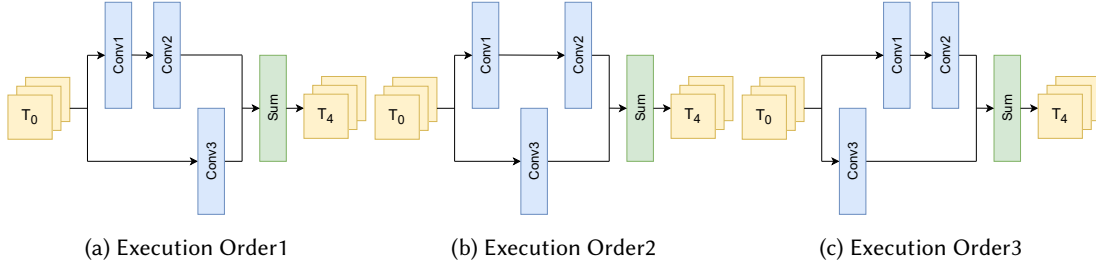 Conv1
Conv2
T0
Sum
T4
Conv3
(a) Execution Order1
Conv1
Conv2
T0
Sum
T4
Conv3
(b) Execution Order2
Conv1
Conv2
T0
Sum
T4
Conv3
(c) Execution Order3